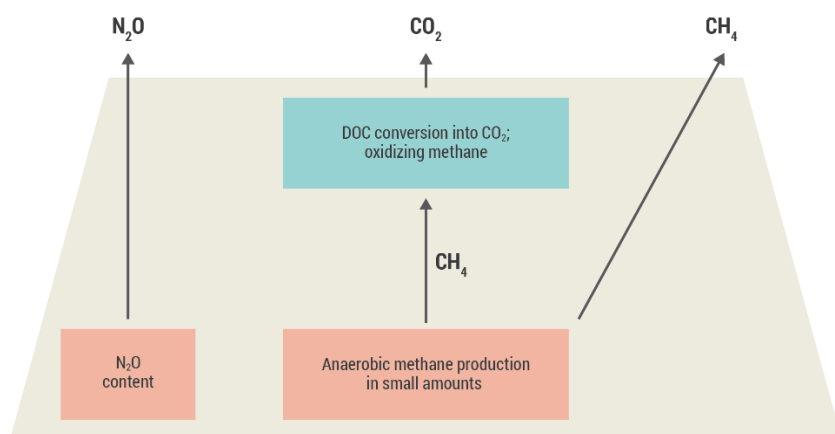 N₂O
CO₂
CH₄
DOC conversion into CO₂;
oxidizing methane
CH₄
N₂O
content
Anaerobic methane production
in small amounts